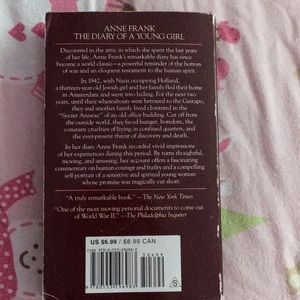 ANNE FRANK
THE DIARY OF A YOUNG GIRL
Discovered in the attic in which she spent the last years
of her life, Anne Frank's remarkable diary has since
become a world classic—a powerful reminder of the horrors
of war and an eloquent testament to the human spirit.
In 1942, with Nazis occupying Holland,
a thirteen-year-old Jewish girl and her family fled their home in
Amsterdam and went into hiding. For the next two
years, until their whereabouts were betrayed to the Gestapo, they
and another family lived cloistered in the
"Secret Annexe" of an old office building. Cut off
from the outside world, they faced hunger, boredom, the
constant cruelties of living in confined quarters, and the
ever-present threat of discovery and death.
In her diary Anne Frank recorded vivid impressions
of her experiences during this period. By turns thoughtful,
moving, and amusing, her account offers a fascinating
commentary on human courage and frailty and a compelling
self-portrait of a sensitive and spirited young
woman whose promise was tragically cut short.
"A truly remarkable book." —The New York Times
"One of the most moving personal documents to come out
of World War II." —The Philadelphia Inquirer
US $6.99 / $8.99 CAN
50699
S